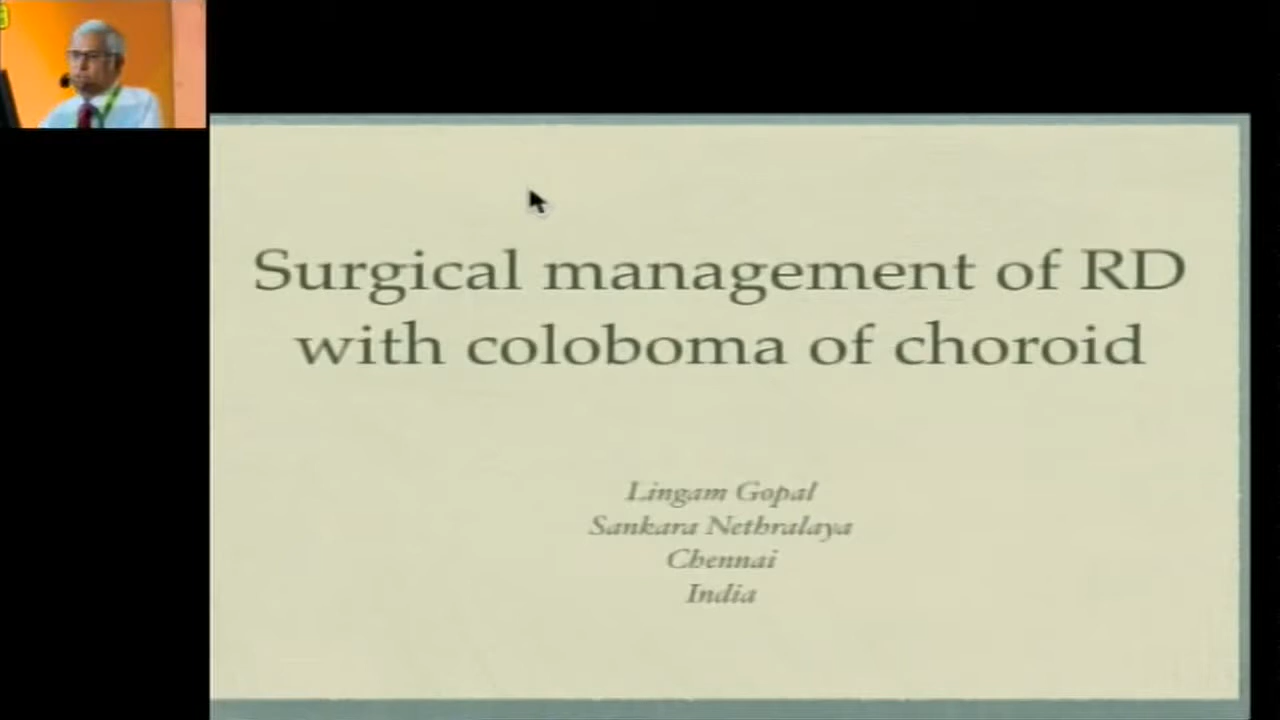 Surgical management of RD
with coloboma of choroid
Lingam Gopal
Sankara Nethralaya
Chennai
India